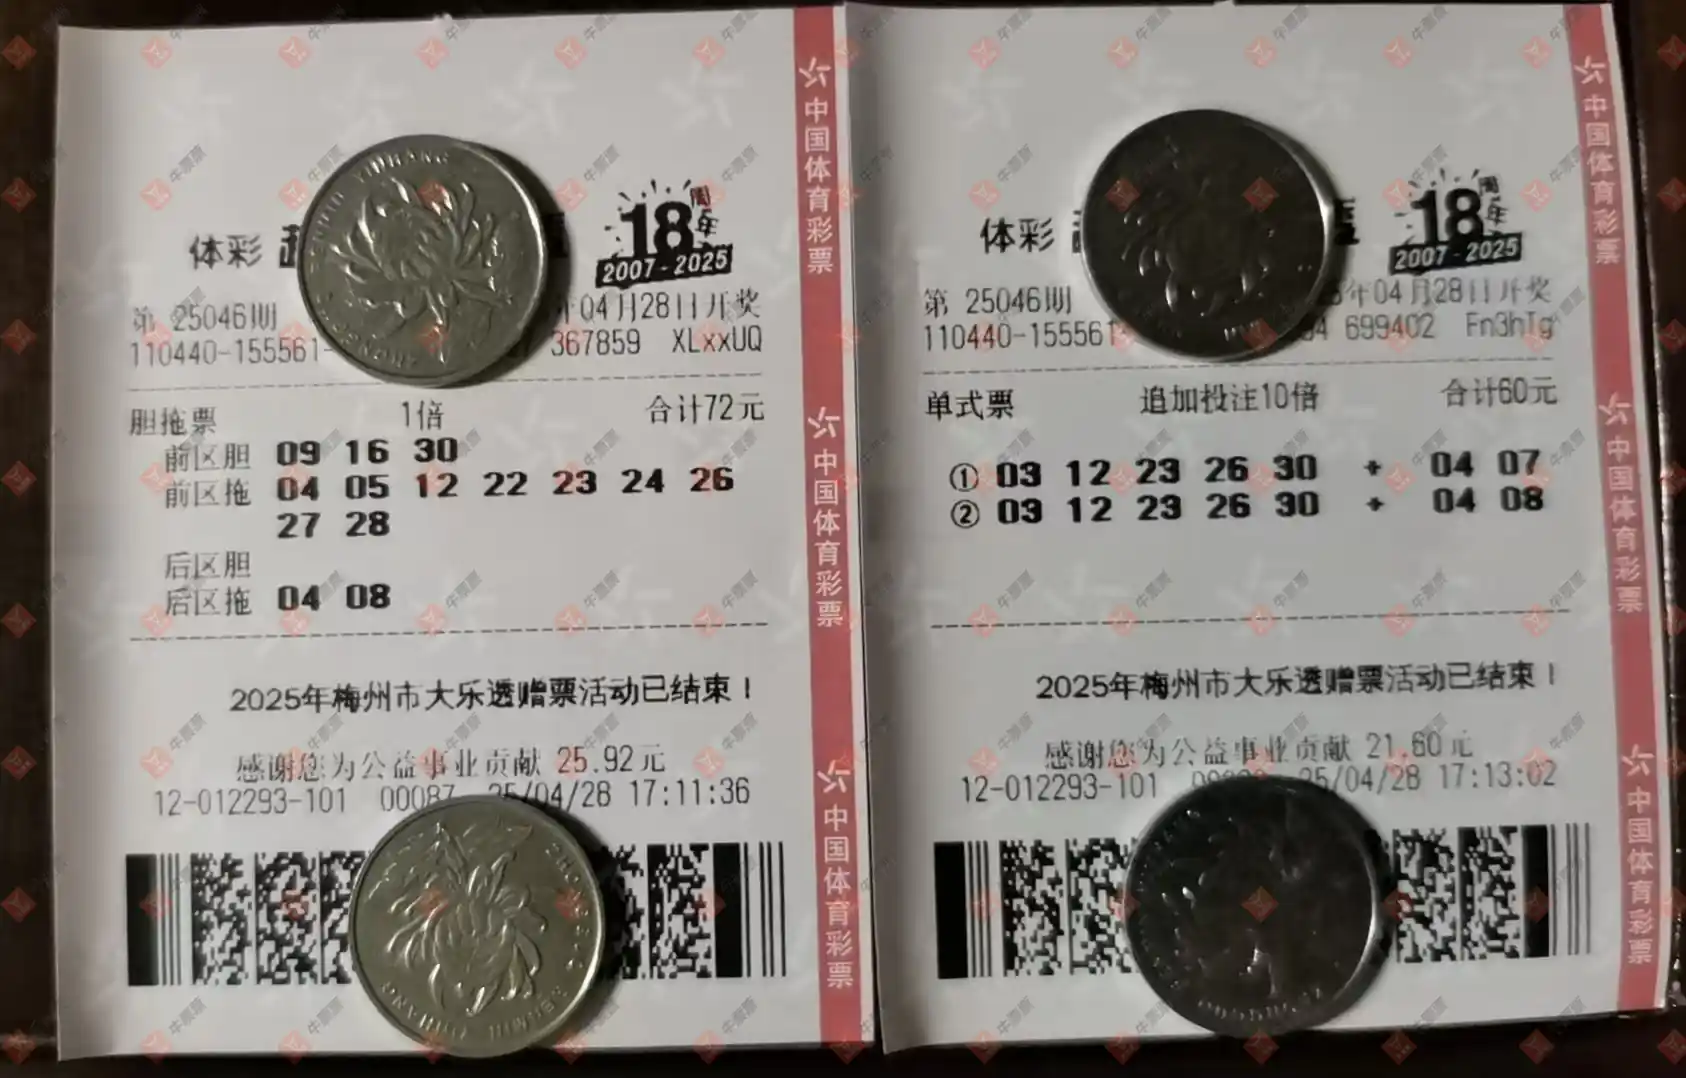 体彩
18周年
2007-2025
第 25046期
年04月28日开奖
110440-155561-
367859 XLxxUQ
胆拖票 1倍 合计72元
前区胆 09 16 30
前区拖 04 05 12 22 23 24 26
27 28
后区胆
后区拖 04 08
2025年梅州市大乐透赠票活动已结束！
感谢您为公益事业贡献 25.92元
12-012293-101 00087 25/04/28 17:11:36
中国体育彩票
中国体育彩票
中国体育彩票
体彩
18周年
2007-2025
第 25046期
年04月28日开奖
110440-155561
699402 Fn3hTg
单式票 追加投注10倍 合计60元
① 03 12 23 26 30 + 04 07
② 03 12 23 26 30 + 04 08
2025年梅州市大乐透赠票活动已结束！
感谢您为公益事业贡献 21.60元
12-012293-101 25/04/28 17:13:02
中国体育彩票
中国体育彩票
中国体育彩票
牛票票